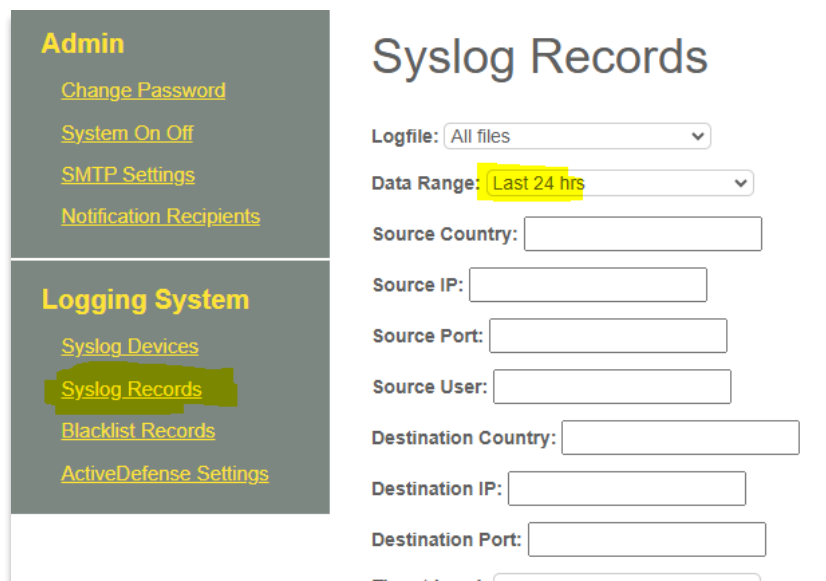 Admin
Change Password
System On Off
SMTP Settings
Notification Recipients
Logging System
Syslog Devices
Syslog Records
Blacklist Records
ActiveDefense Settings
Syslog Records
Logfile: All files
Data Range: Last 24 hrs
Source Country:
Source IP:
Source Port:
Source User:
Destination Country:
Destination IP:
Destination Port: